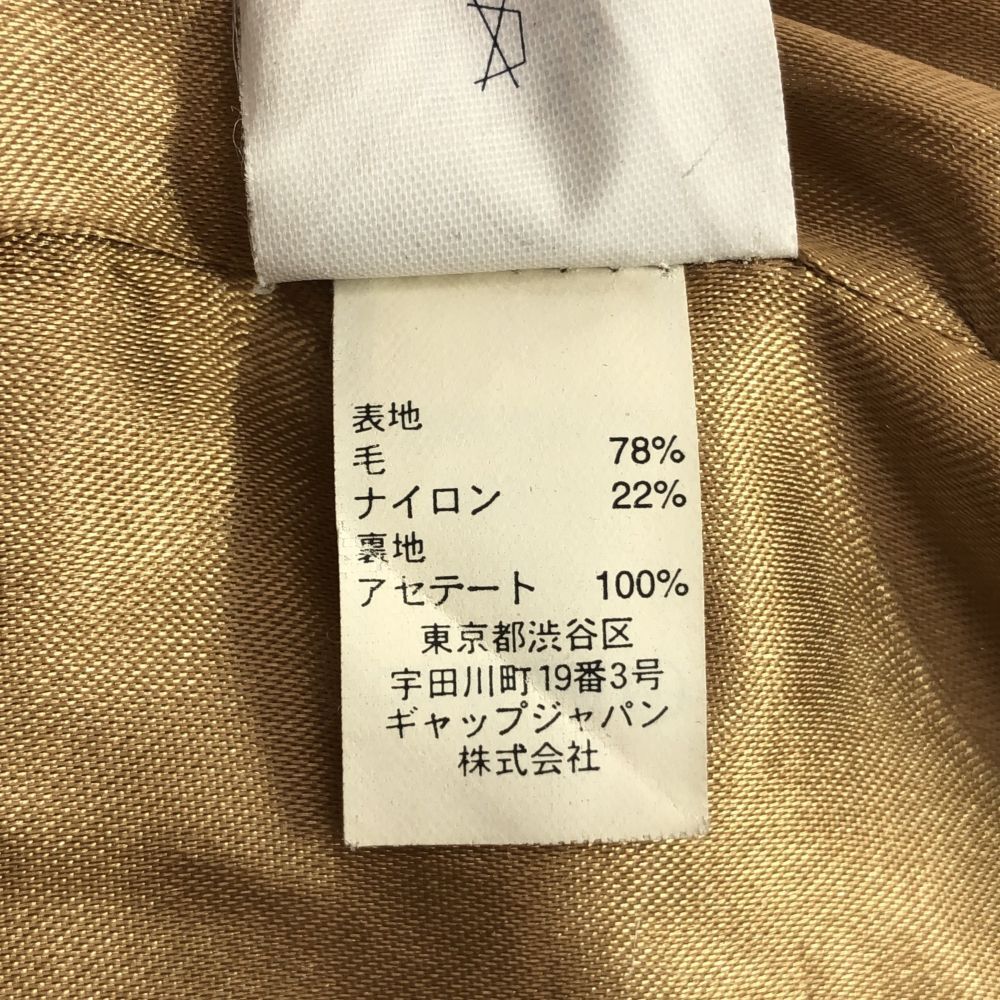 表地
毛 78%
ナイロン 22%
裏地
アセテート 100%
東京都渋谷区
宇田川町19番3号
ギャップジャパン
株式会社